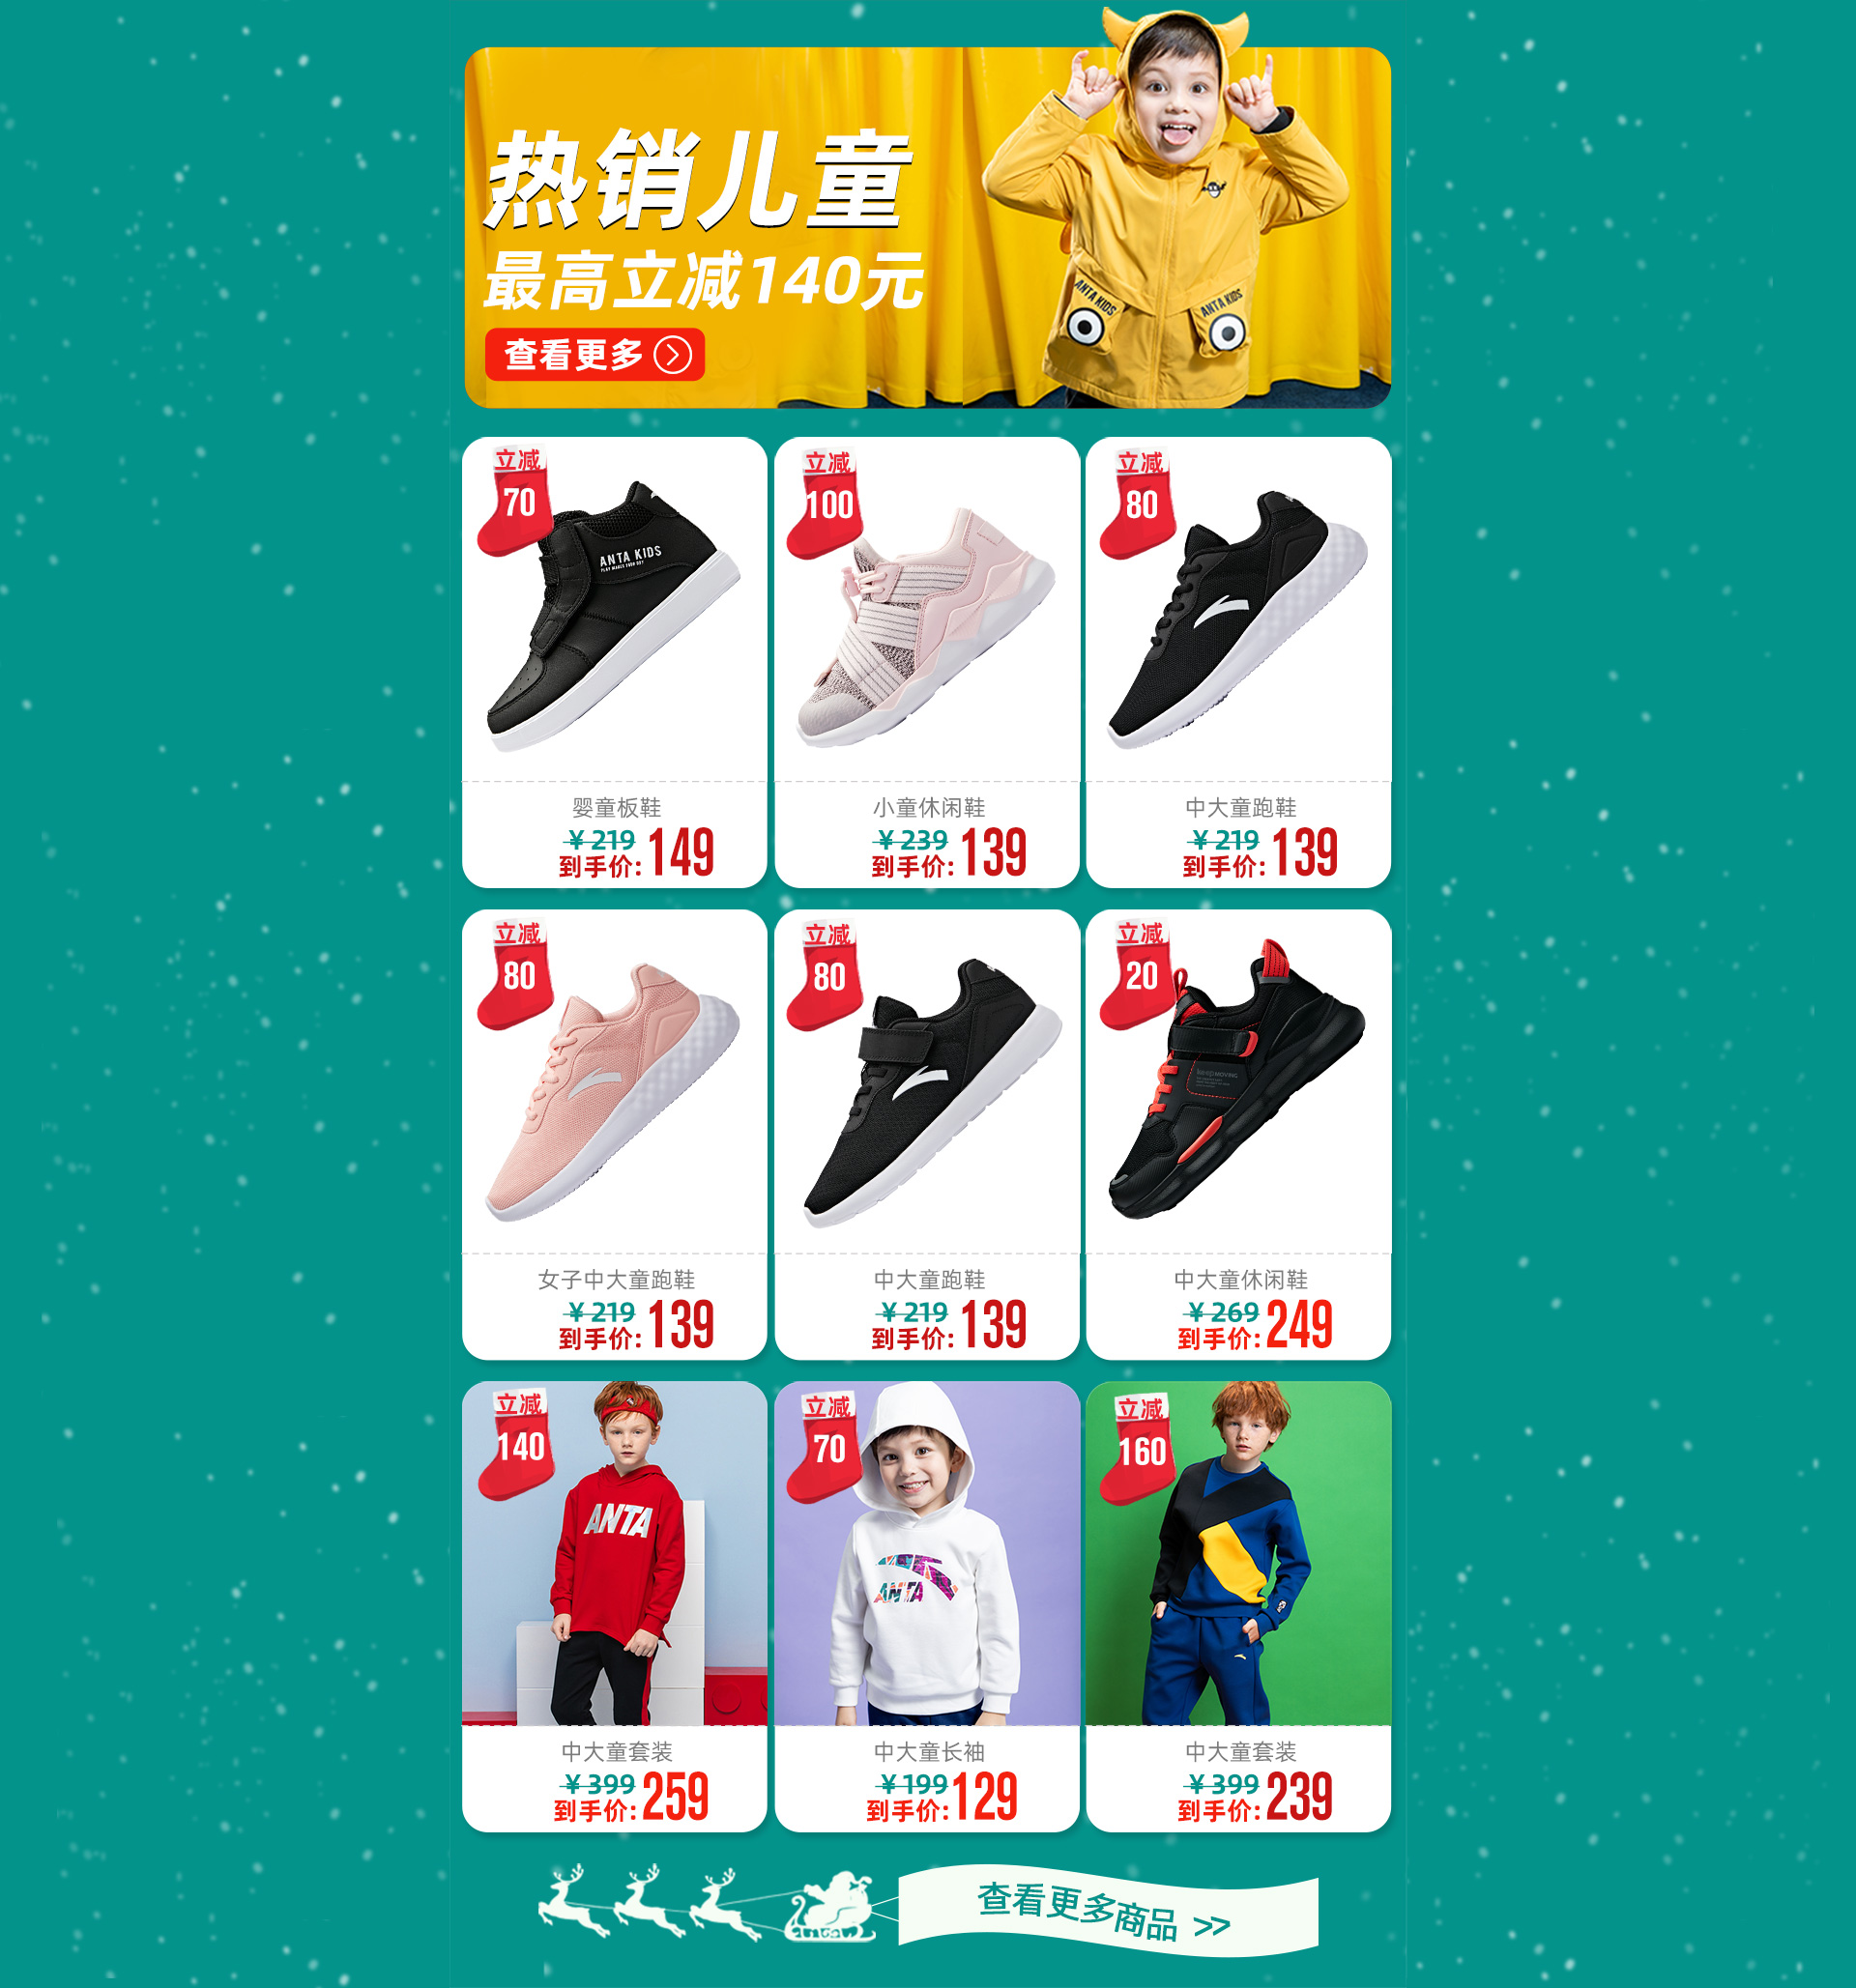 热销儿童
最高立减140元
查看更多
ANTA KIDS
ANTA KIDS
立减
70
ANTA KIDS
婴童板鞋
¥219
到手价:149
立减
100
小童休闲鞋
¥239
到手价:139
立减
80
中大童跑鞋
¥219
到手价:139
立减
80
女子中大童跑鞋
¥219
到手价:139
立减
80
中大童跑鞋
¥219
到手价:139
立减
20
keep MOVING
中大童休闲鞋
¥269
到手价:249
立减
140
ANTA
中大童套装
¥399
到手价:259
立减
70
ANTA
中大童长袖
¥199
到手价:129
立减
160
中大童套装
¥399
到手价:239
查看更多商品 >>